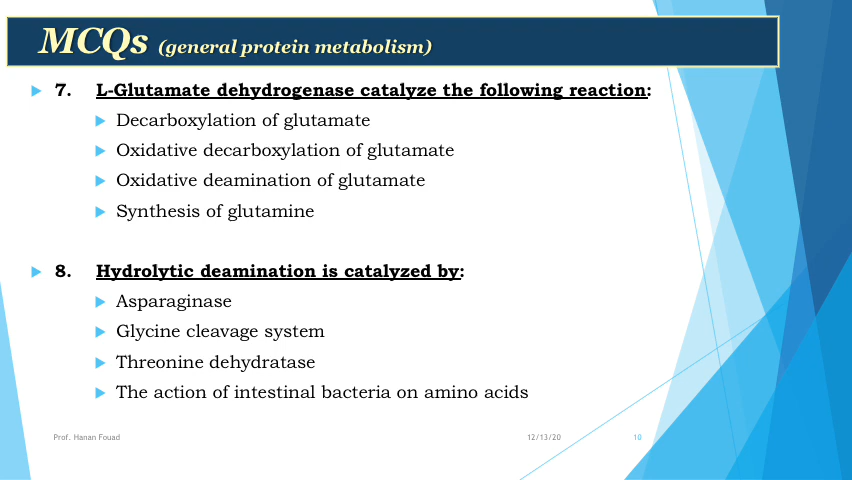 MCQs (general protein metabolism)
7. L-Glutamate dehydrogenase catalyze the following reaction:
Decarboxylation of glutamate
Oxidative decarboxylation of glutamate
Oxidative deamination of glutamate
Synthesis of glutamine
8. Hydrolytic deamination is catalyzed by:
Asparaginase
Glycine cleavage system
Threonine dehydratase
The action of intestinal bacteria on amino acids
Prof. Hanan Fouad 12/13/20 10